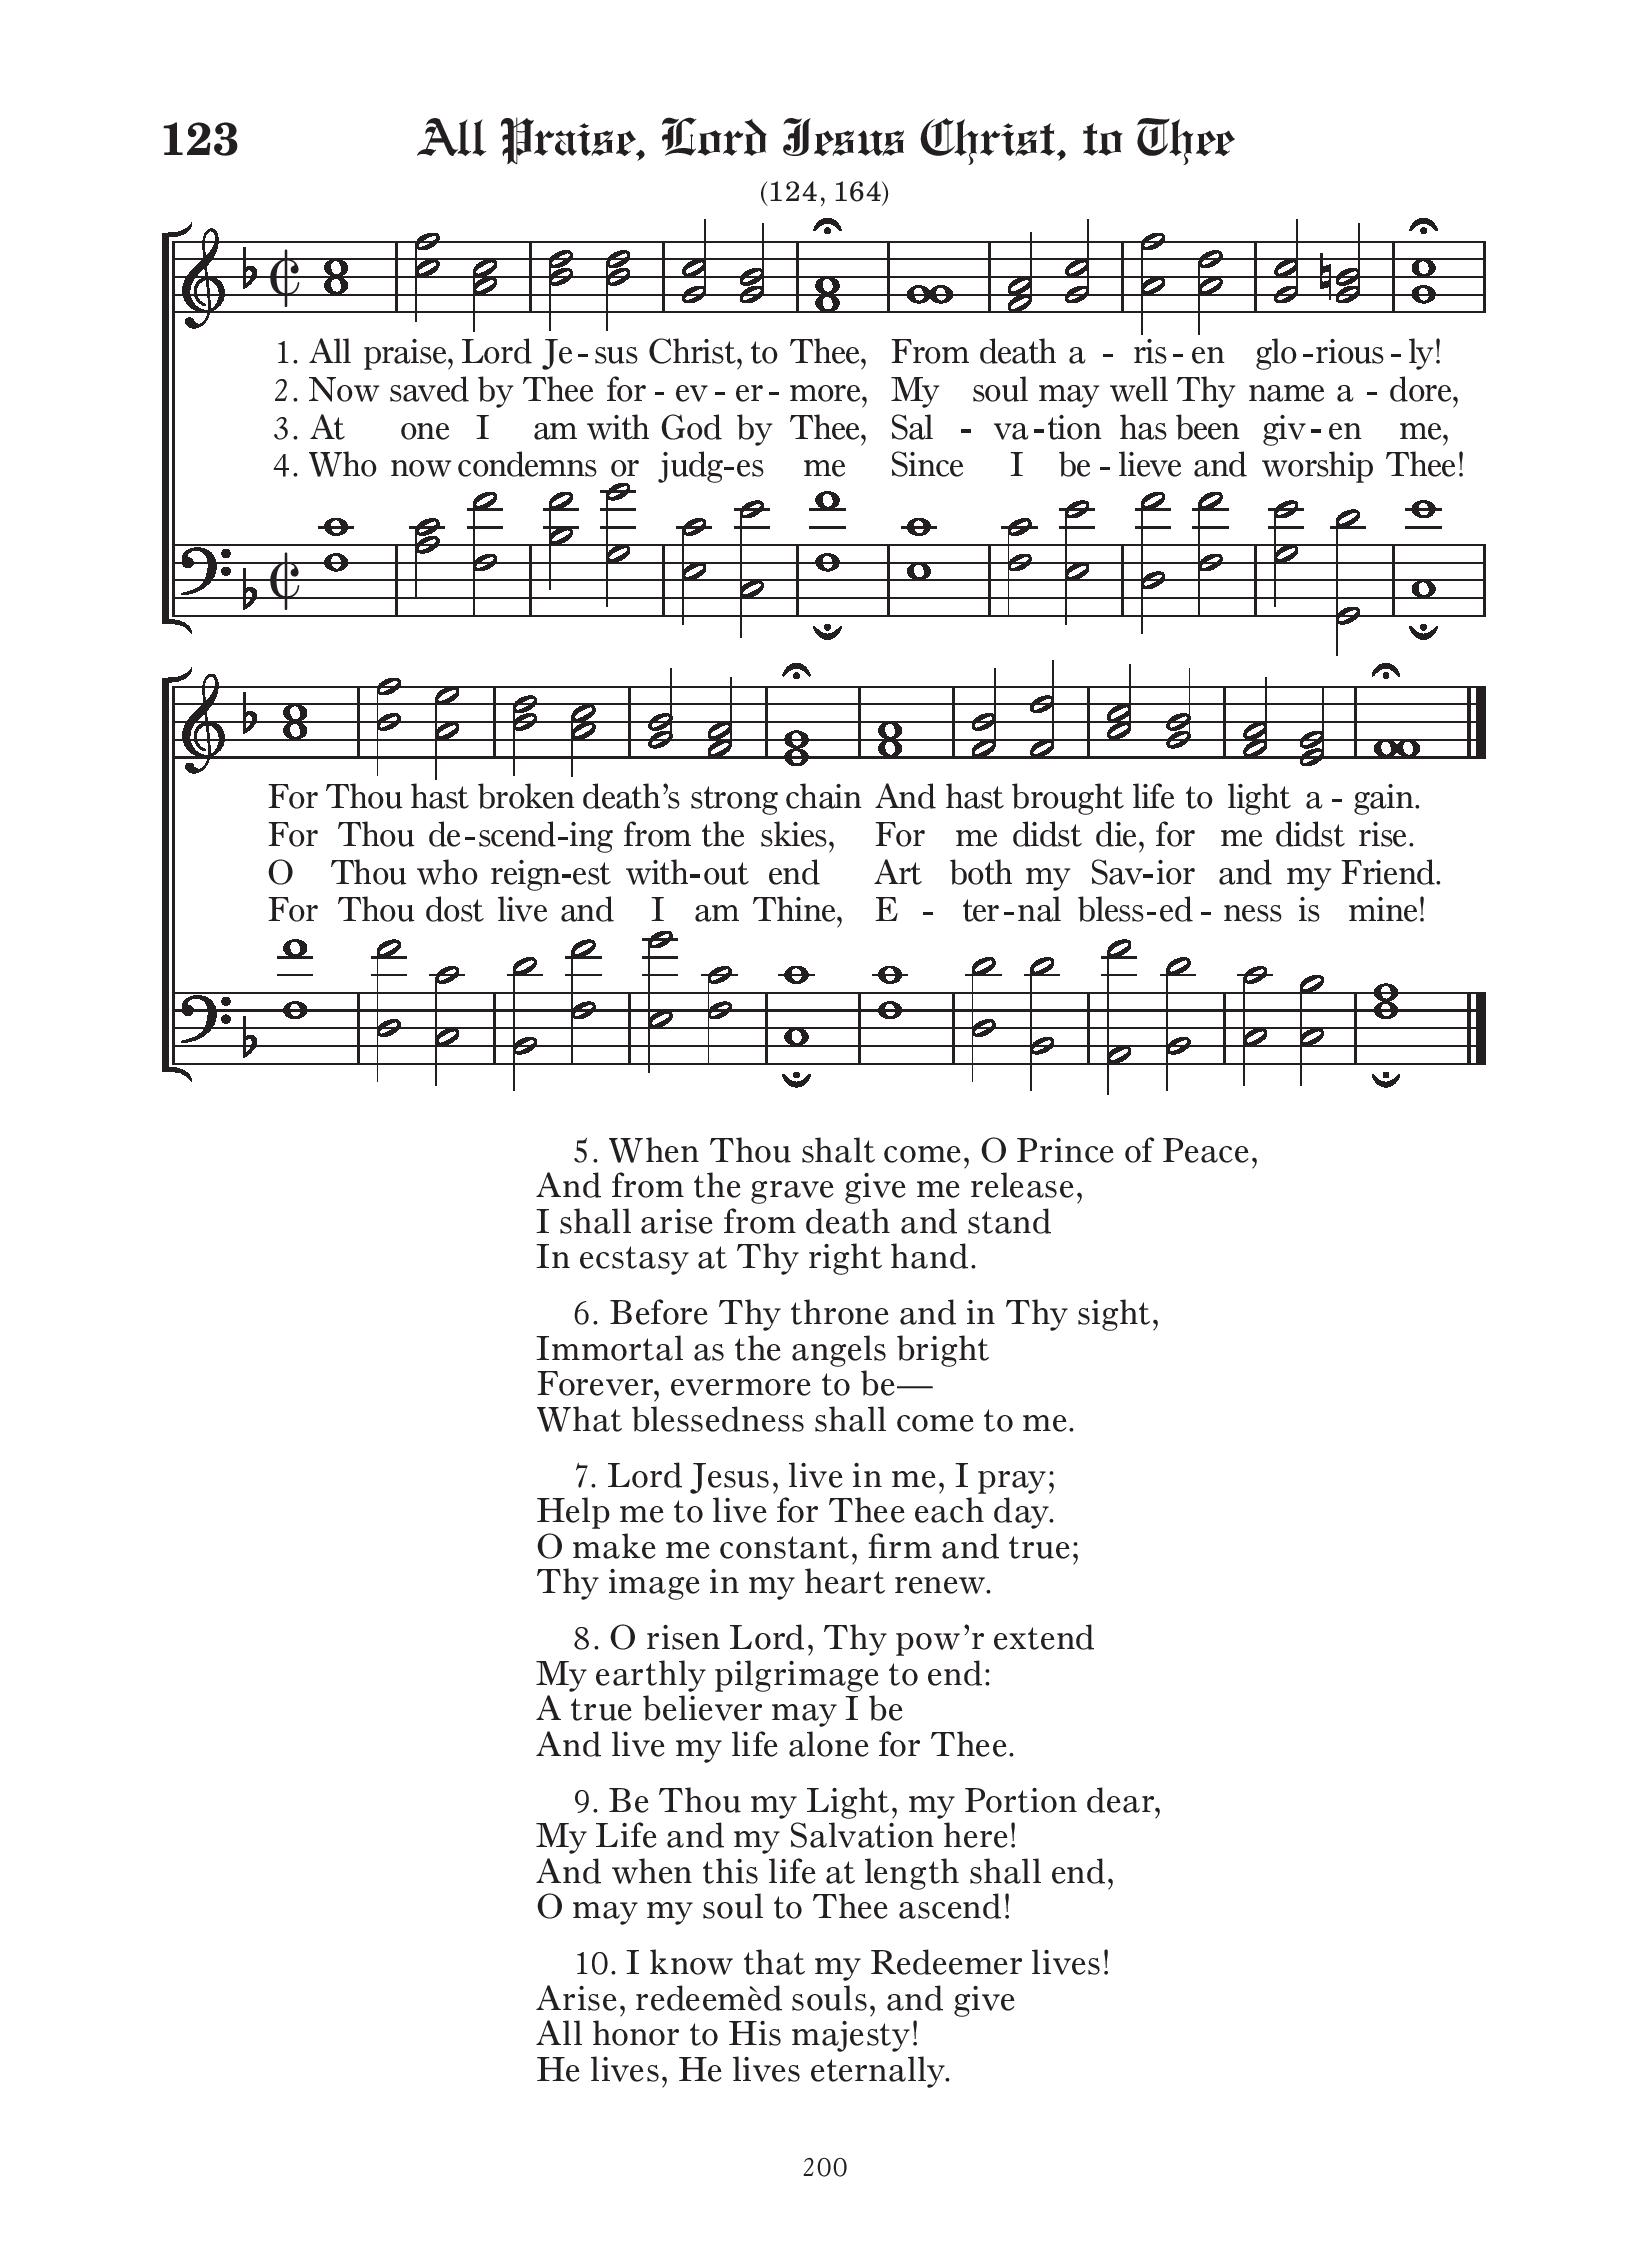 123 All Praise, Lord Jesus Christ, to Thee
(124, 164)
1. All praise, Lord Je - sus Christ, to Thee, From death a - ris - en glo - rious - ly!
2. Now saved by Thee for - ev - er - more, My soul may well Thy name a - dore,
3. At one I am with God by Thee, Sal - va - tion has been giv - en me,
4. Who now condemns or judg - es me Since I be - lieve and worship Thee!
For Thou hast broken death’s strong chain And hast brought life to light a - gain.
For Thou de - scend - ing from the skies, For me didst die, for me didst rise.
O Thou who reign - est with - out end Art both my Sav - ior and my Friend.
For Thou dost live and I am Thine, E - ter - nal bless - ed - ness is mine!
5. When Thou shalt come, O Prince of Peace,
And from the grave give me release,
I shall arise from death and stand
In ecstasy at Thy right hand.
6. Before Thy throne and in Thy sight,
Immortal as the angels bright
Forever, evermore to be—
What blessedness shall come to me.
7. Lord Jesus, live in me, I pray;
Help me to live for Thee each day.
O make me constant, firm and true;
Thy image in my heart renew.
8. O risen Lord, Thy pow’r extend
My earthly pilgrimage to end:
A true believer may I be
And live my life alone for Thee.
9. Be Thou my Light, my Portion dear,
My Life and my Salvation here!
And when this life at length shall end,
O may my soul to Thee ascend!
10. I know that my Redeemer lives!
Arise, redeemèd souls, and give
All honor to His majesty!
He lives, He lives eternally.
200